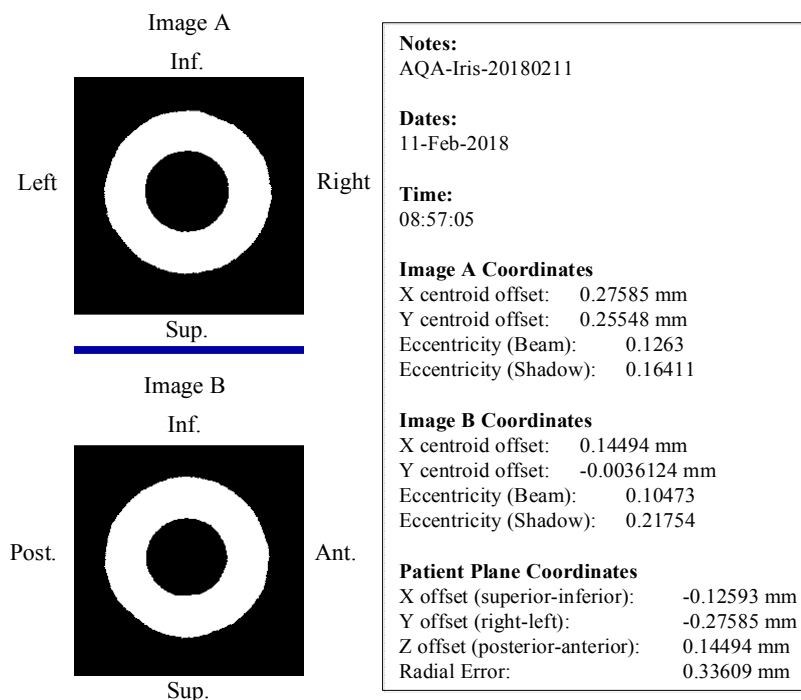 Image A
Inf.
Left
Right
Sup.
Image B
Inf.
Post.
Ant.
Sup.
Notes:
AQA-Iris-20180211
Dates:
11-Feb-2018
Time:
08:57:05
Image A Coordinates
X centroid offset: 0.27585 mm
Y centroid offset: 0.25548 mm
Eccentricity (Beam): 0.1263
Eccentricity (Shadow): 0.16411
Image B Coordinates
X centroid offset: 0.14494 mm
Y centroid offset: -0.0036124 mm
Eccentricity (Beam): 0.10473
Eccentricity (Shadow): 0.21754
Patient Plane Coordinates
X offset (superior-inferior): -0.12593 mm
Y offset (right-left): -0.27585 mm
Z offset (posterior-anterior): 0.14494 mm
Radial Error: 0.33609 mm